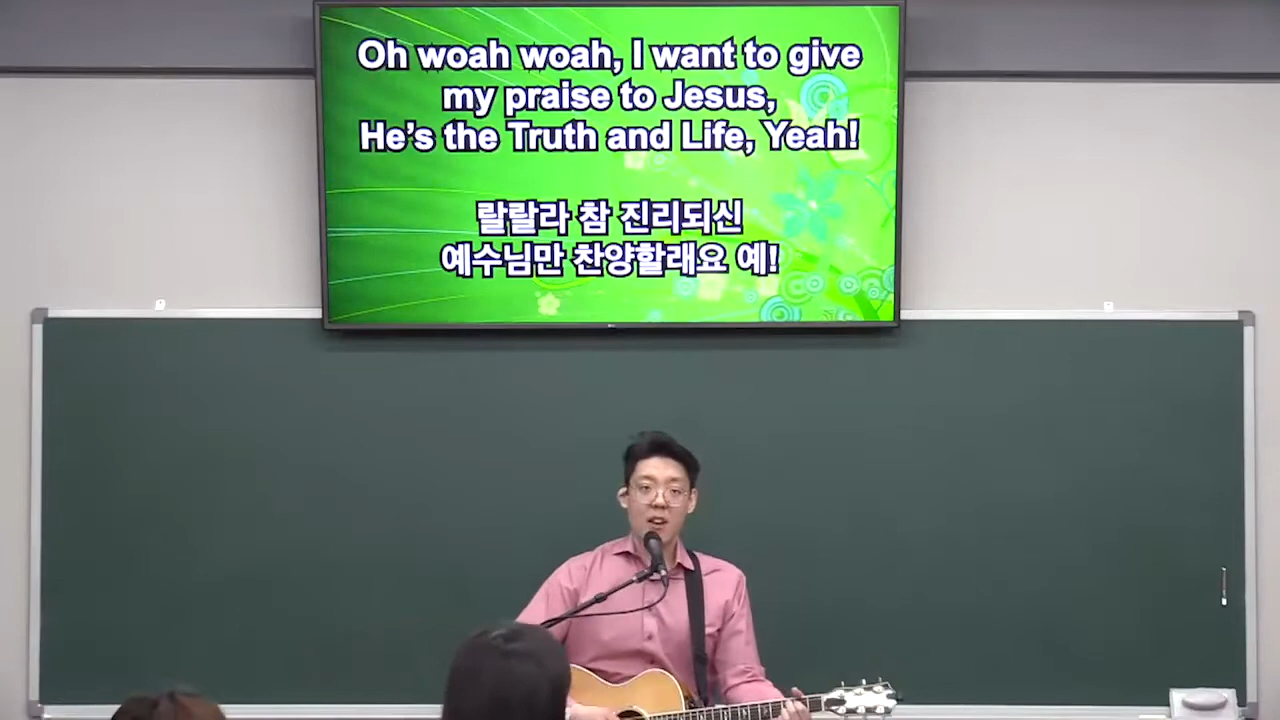 Oh woah woah, I want to give
my praise to Jesus,
He's the Truth and Life, Yeah!
랄랄라 참 진리되신
예수님만 찬양할래요 예!